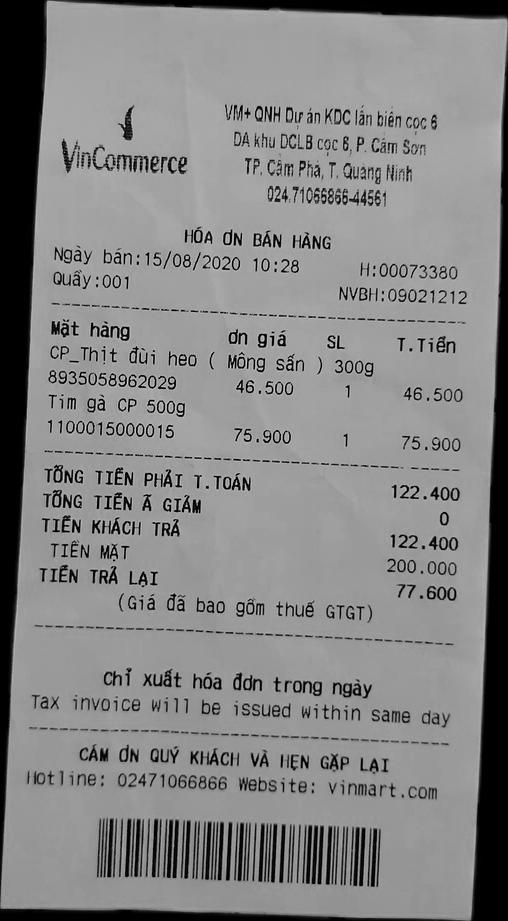 VinCommerce
VM+ QNH Dự án KDC lấn biển cọc 6
DA khu DCLB cọc 6, P. Cẩm Sơn
TP. Cẩm Phả, T. Quảng Ninh
024.71066866-44561
HÓA ƠN BÁN HÀNG
Ngày bán:15/08/2020 10:28 H:00073380
Quầy:001 NVBH:09021212
Mặt hàng ơn giá SL T.Tiền
CP_Thịt đùi heo ( Mông sấn ) 300g
8935058962029 46.500 1 46.500
Tim gà CP 500g
1100015000015 75.900 1 75.900
TỔNG TIỀN PHẢI T.TOÁN 122.400
TỔNG TIỀN Ã GIẢM 0
TIỀN KHÁCH TRẢ 122.400
TIỀN MẶT 200.000
TIỀN TRẢ LẠI 77.600
(Giá đã bao gồm thuế GTGT)
Chỉ xuất hóa đơn trong ngày
Tax invoice will be issued within same day
CÁM ƠN QUÝ KHÁCH VÀ HẸN GẶP LẠI
Hotline: 02471066866 Website: vinmart.com